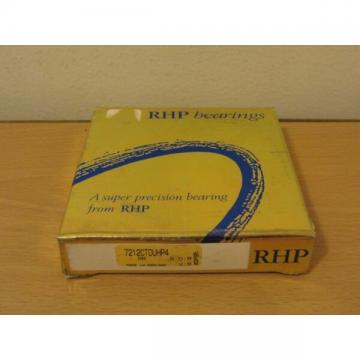 RHP bearings
A super precision bearing
from RHP
7212CTDUHP4
RHP